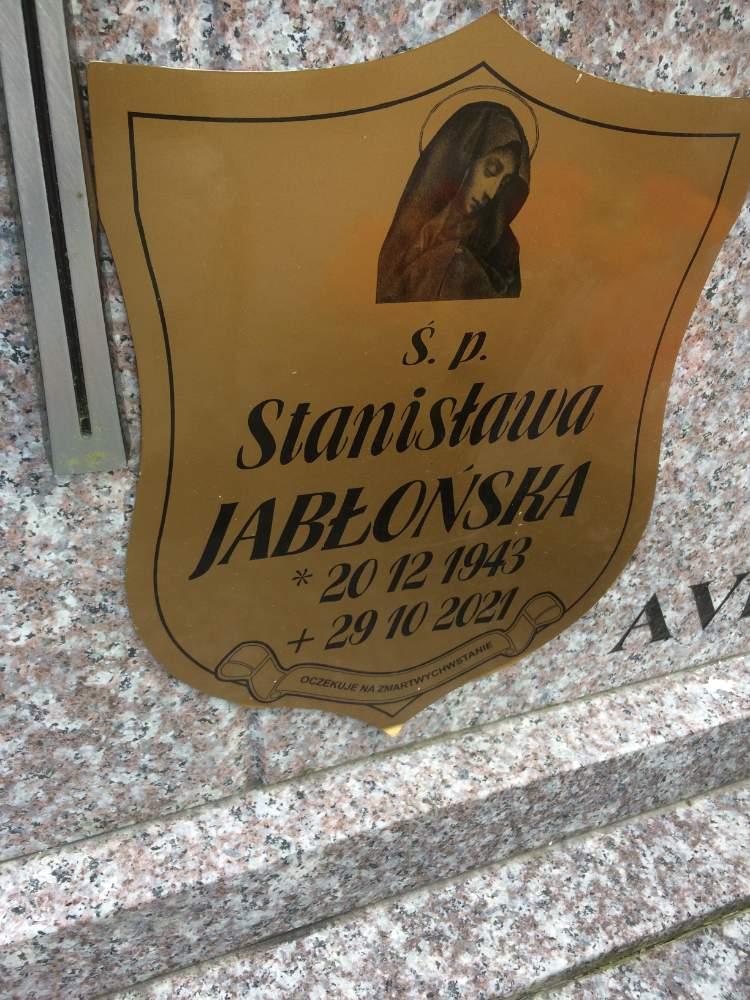 Ś. p.
Stanisława
JABŁOŃSKA
* 20 12 1943
+ 29 10 2021
OCZEKUJE NA ZMARTWYCHWSTANIE